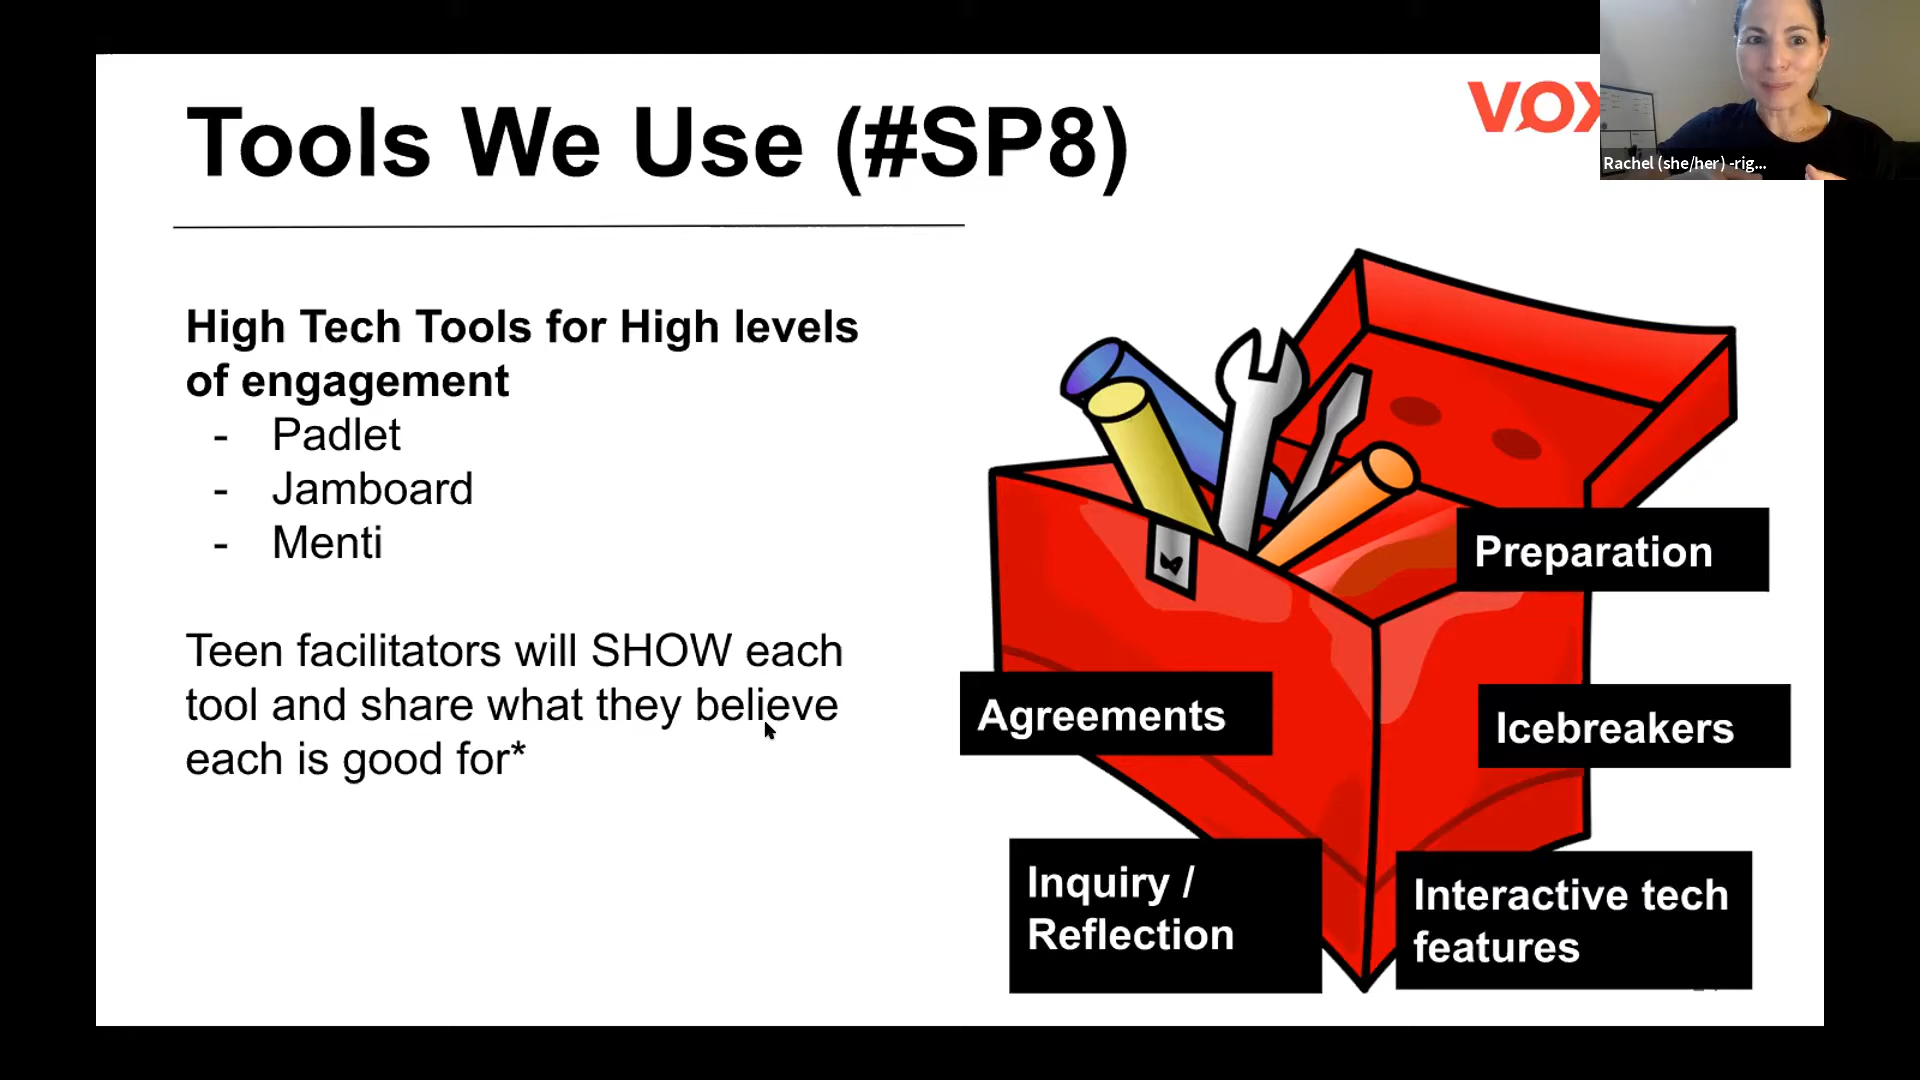 Tools We Use (#SP8)
VOX
Rachel (she/her) -rig...
High Tech Tools for High levels
of engagement
- Padlet
- Jamboard
- Menti
Teen facilitators will SHOW each
tool and share what they believe
each is good for*
Preparation
Agreements
Icebreakers
Inquiry /
Reflection
Interactive tech
features